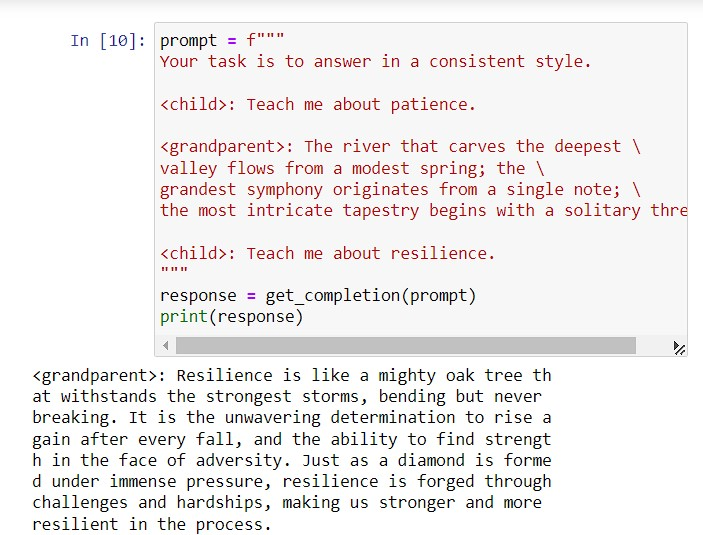 In [10]: prompt = f"""
Your task is to answer in a consistent style.
<child>: Teach me about patience.
<grandparent>: The river that carves the deepest \
valley flows from a modest spring; the \
grandest symphony originates from a single note; \
the most intricate tapestry begins with a solitary thre
<child>: Teach me about resilience.
"""
response = get_completion(prompt)
print(response)
<grandparent>: Resilience is like a mighty oak tree th
at withstands the strongest storms, bending but never
breaking. It is the unwavering determination to rise a
gain after every fall, and the ability to find strengt
h in the face of adversity. Just as a diamond is forme
d under immense pressure, resilience is forged through
challenges and hardships, making us stronger and more
resilient in the process.